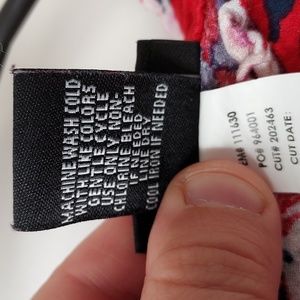 MACHINE WASH COLD
WITH LIKE COLORS
GENTLE CYCLE
USE ONLY NON-
CHLORINE BLEACH
IF NEEDED
LINE DRY
COOL IRON IF NEEDED
111630
PO# 964001
CUT# 202463
CUT DATE: